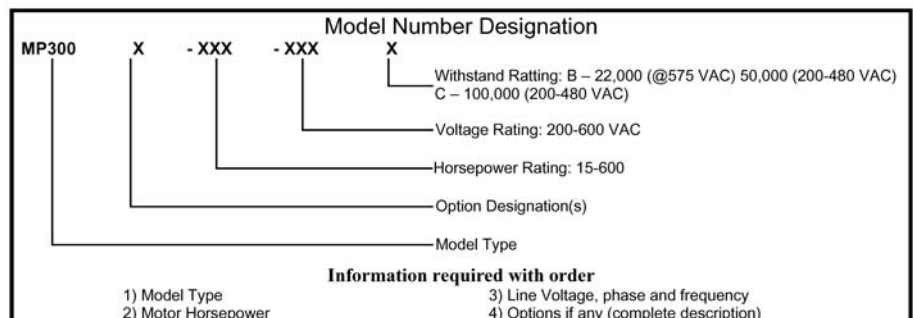 Model Number Designation
MP300 X - XXX - XXX X
Withstand Ratting: B – 22,000 (@575 VAC) 50,000 (200-480 VAC)
C – 100,000 (200-480 VAC)
Voltage Rating: 200-600 VAC
Horsepower Rating: 15-600
Option Designation(s)
Model Type
Information required with order
1) Model Type
2) Motor Horsepower
3) Line Voltage, phase and frequency
4) Options if any (complete description)